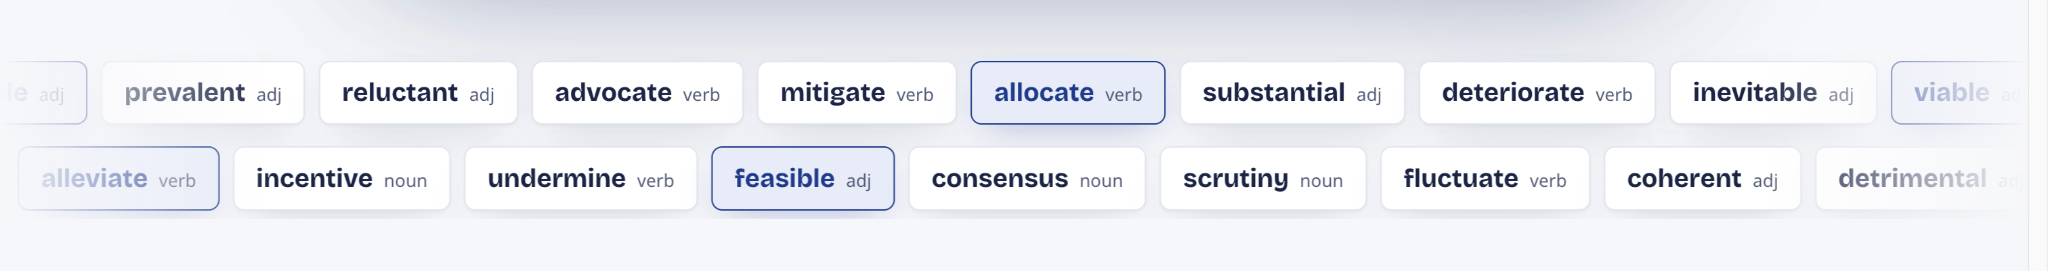 adj prevalent adj reluctant adj advocate verb mitigate verb allocate verb substantial adj deteriorate verb inevitable adj viable
alleviate verb incentive noun undermine verb feasible adj consensus noun scrutiny noun fluctuate verb coherent adj detrimental